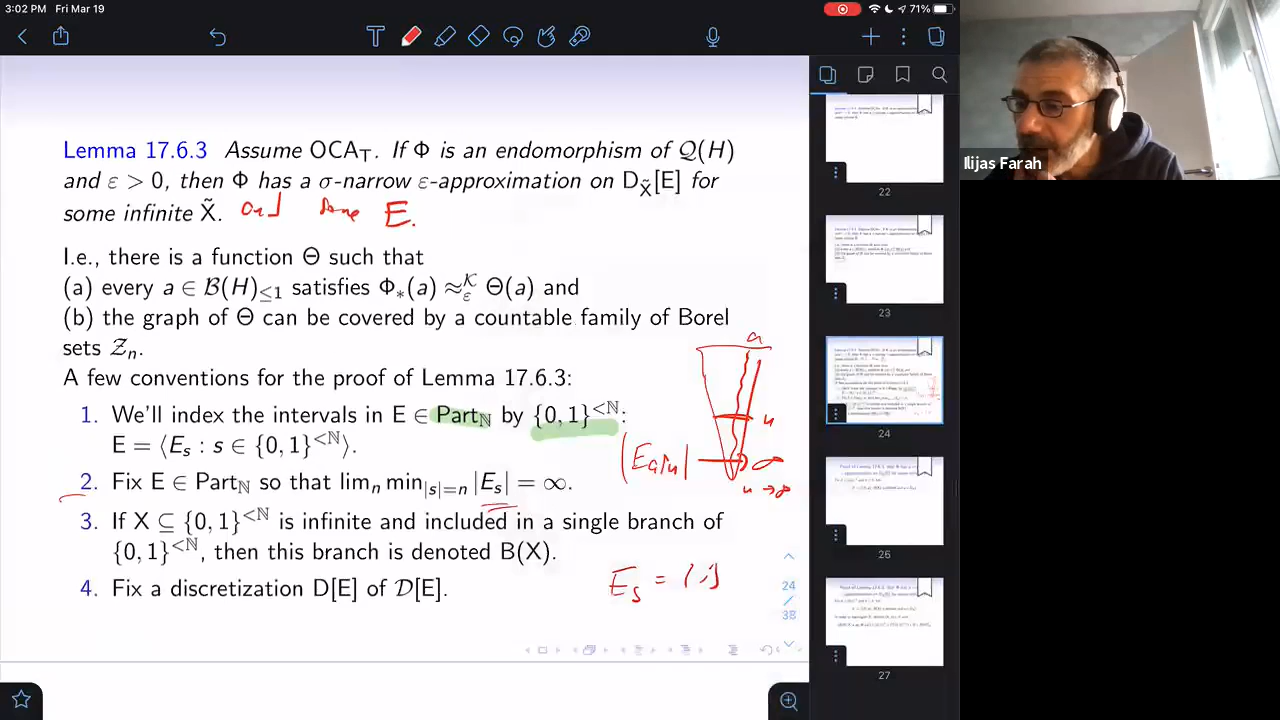 3:02 PM Fri Mar 19
71%
Lemma 17.6.3 Assume OCA_T. If Φ is an endomorphism of Q(H)
and ε > 0, then Φ has a σ-narrow ε-approximation on D_X̃[E] for
some infinite X̃. and some E.
I.e., there is a function Θ such that
(a) every a ∈ B(H)≤1 satisfies Φ*(a) ≈^K_ε Θ(a) and
(b) the graph of Θ can be covered by a countable family of Borel
sets Z_n.
A few conventions for the proof of Lemma 17.6.3:
1. We'll index the intervals in E ∈ Part_ℕ by {0, 1}^<ℕ:
E = ⟨E_s : s ∈ {0, 1}^<ℕ⟩.
2. Fix E ∈ Part_ℕ so that lim_n min_|s|=n |E_s| = ∞.
3. If X ⊆ {0, 1}^<ℕ is infinite and included in a single branch of
{0, 1}^<ℕ, then this branch is denoted B(X).
4. Fix a discretization D[E] of D[E].
a
n
|E_a|n| → ∞
n → ∞
E_s =
24
/
38
22
23
24
26
27
Ilijas Farah